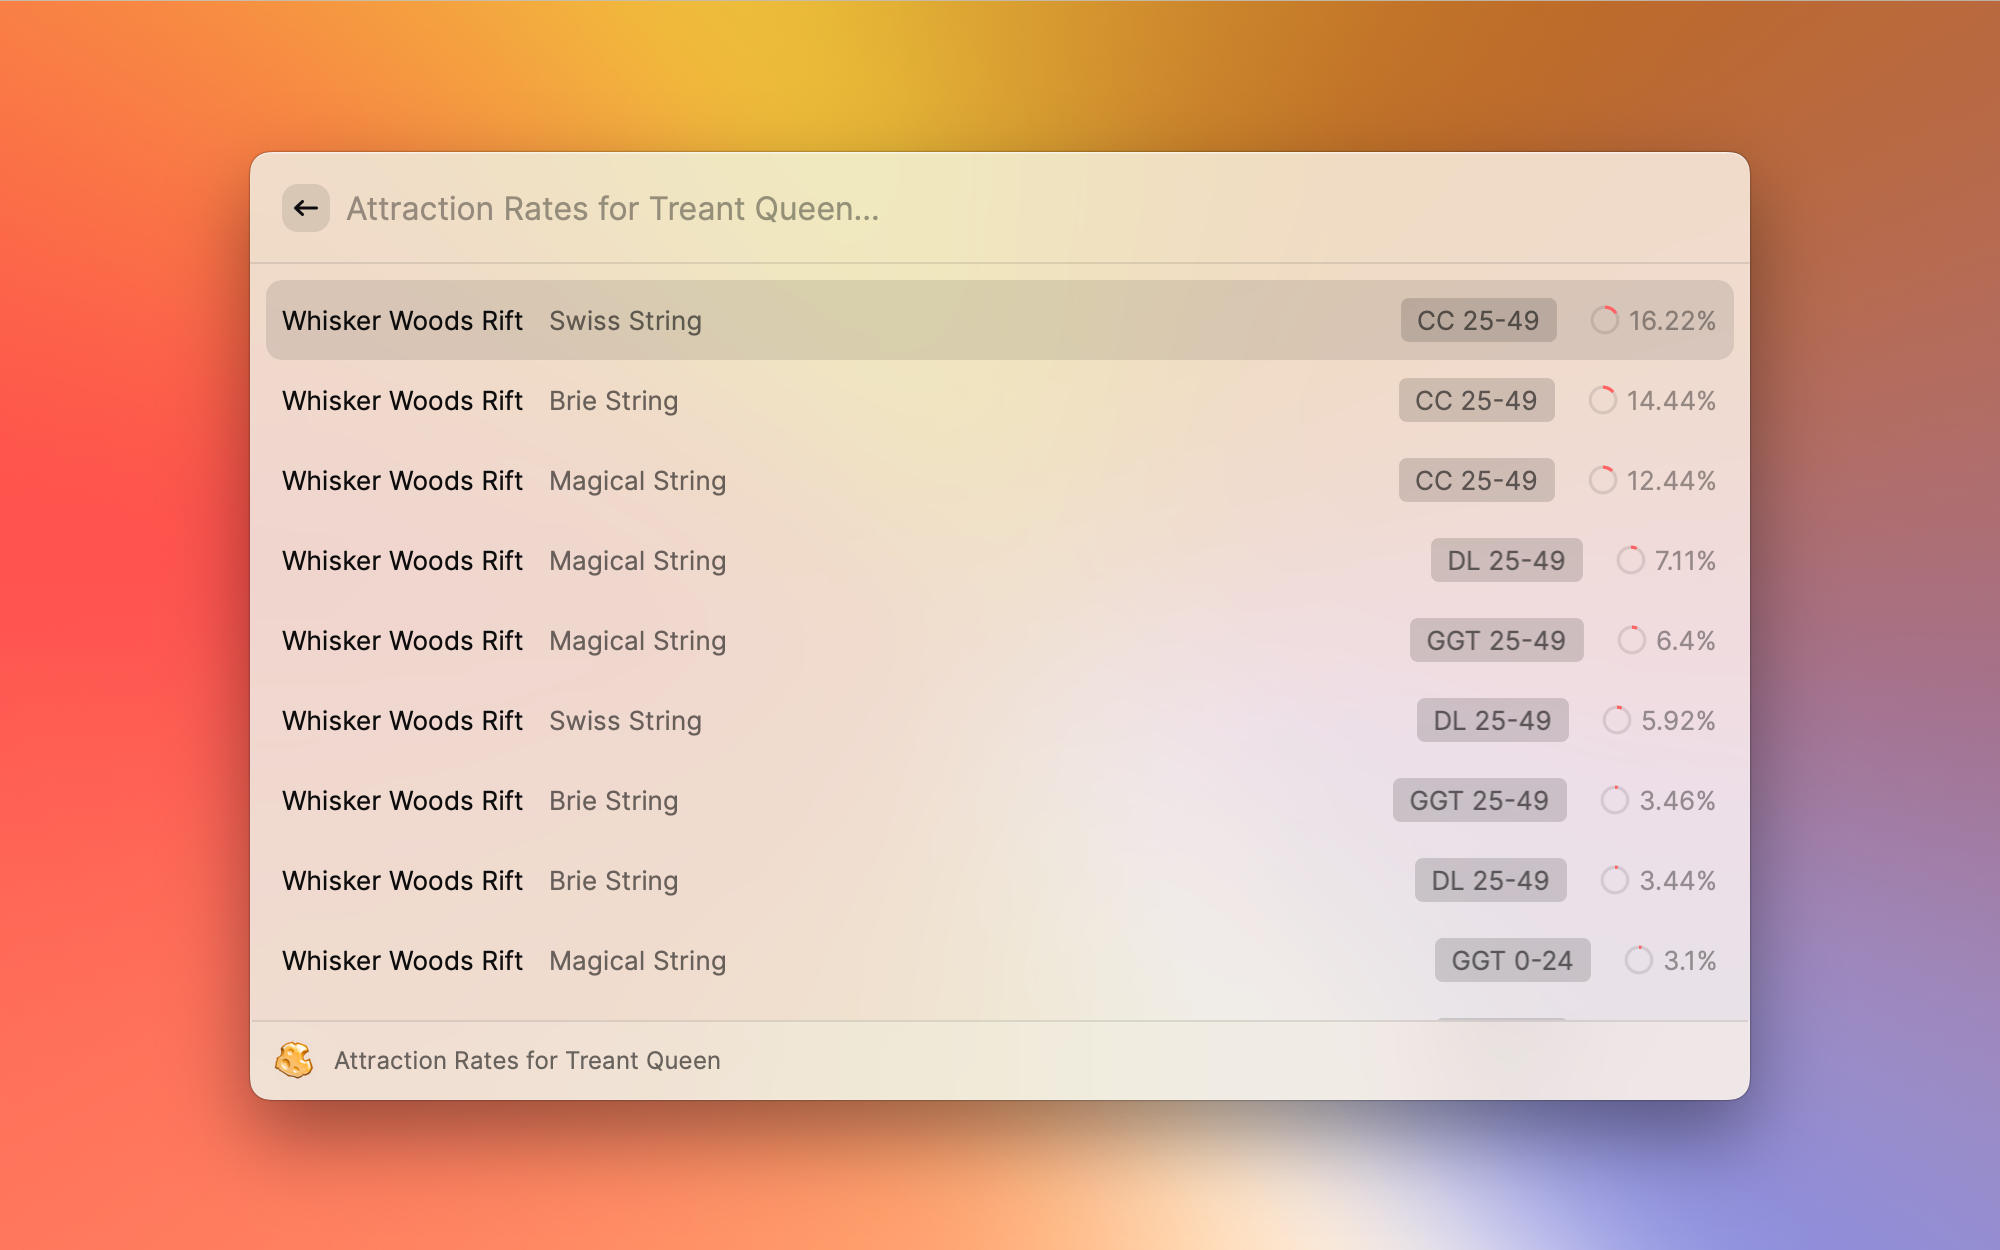 Attraction Rates for Treant Queen...
Whisker Woods Rift Swiss String CC 25-49 16.22%
Whisker Woods Rift Brie String CC 25-49 14.44%
Whisker Woods Rift Magical String CC 25-49 12.44%
Whisker Woods Rift Magical String DL 25-49 7.11%
Whisker Woods Rift Magical String GGT 25-49 6.4%
Whisker Woods Rift Swiss String DL 25-49 5.92%
Whisker Woods Rift Brie String GGT 25-49 3.46%
Whisker Woods Rift Brie String DL 25-49 3.44%
Whisker Woods Rift Magical String GGT 0-24 3.1%
Attraction Rates for Treant Queen